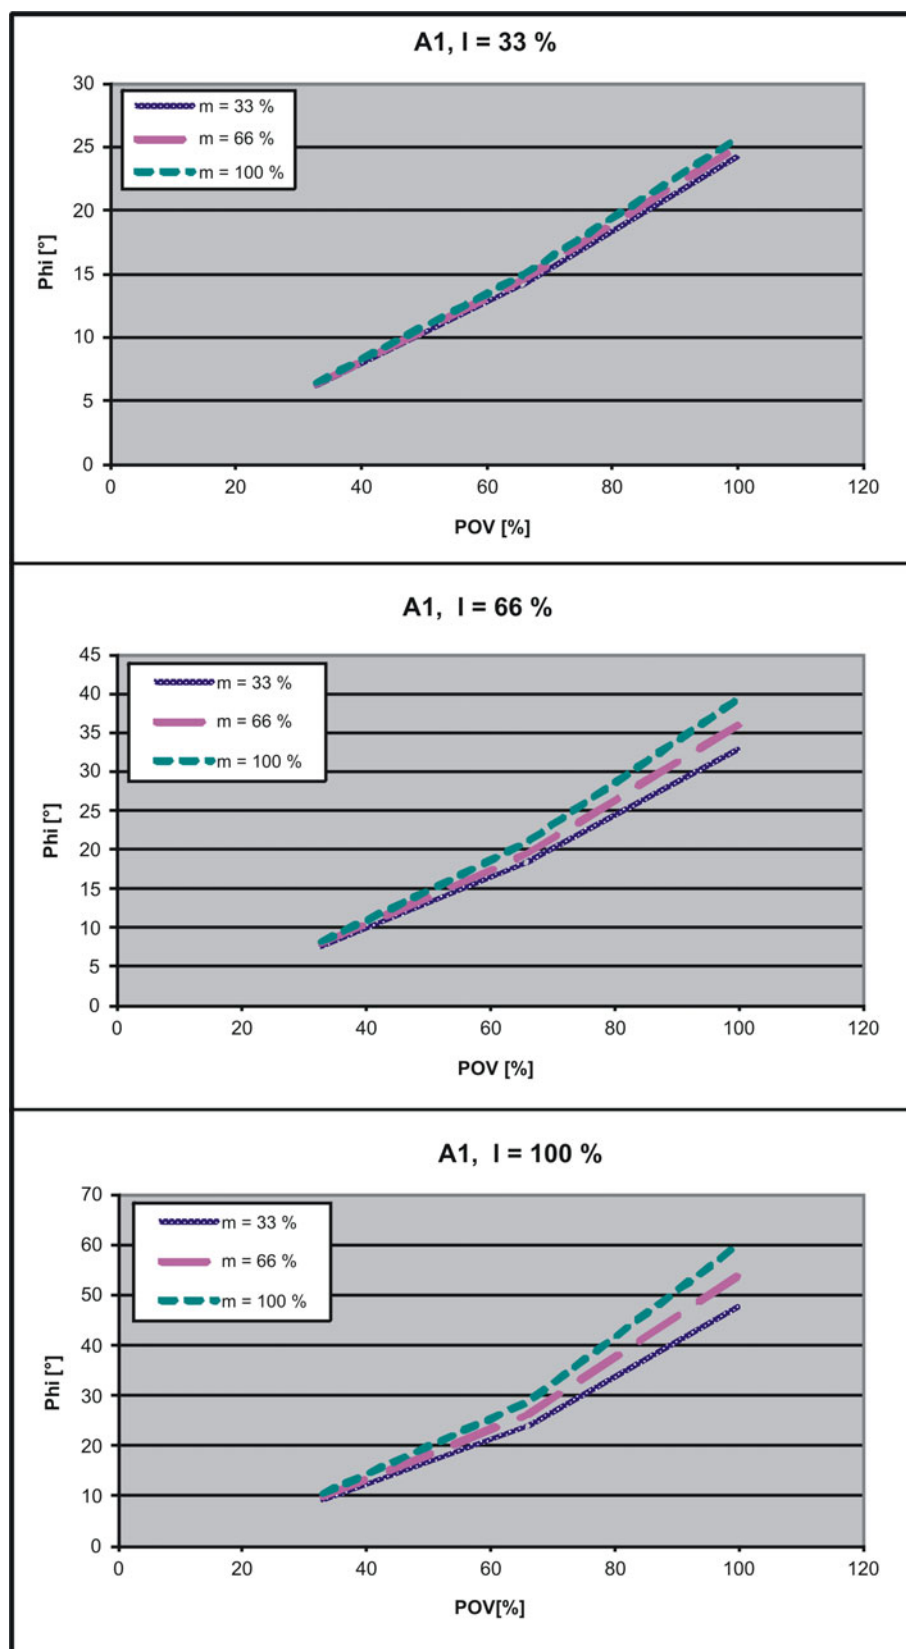 A1, I = 33 %
30
25
20
15
10
5
0
Phi [°]
m = 33 %
m = 66 %
m = 100 %
0 20 40 60 80 100 120
POV [%]
A1, I = 66 %
45
40
35
30
25
20
15
10
5
0
Phi [°]
m = 33 %
m = 66 %
m = 100 %
0 20 40 60 80 100 120
POV [%]
A1, I = 100 %
70
60
50
40
30
20
10
0
Phi [°]
m = 33 %
m = 66 %
m = 100 %
0 20 40 60 80 100 120
POV[%]